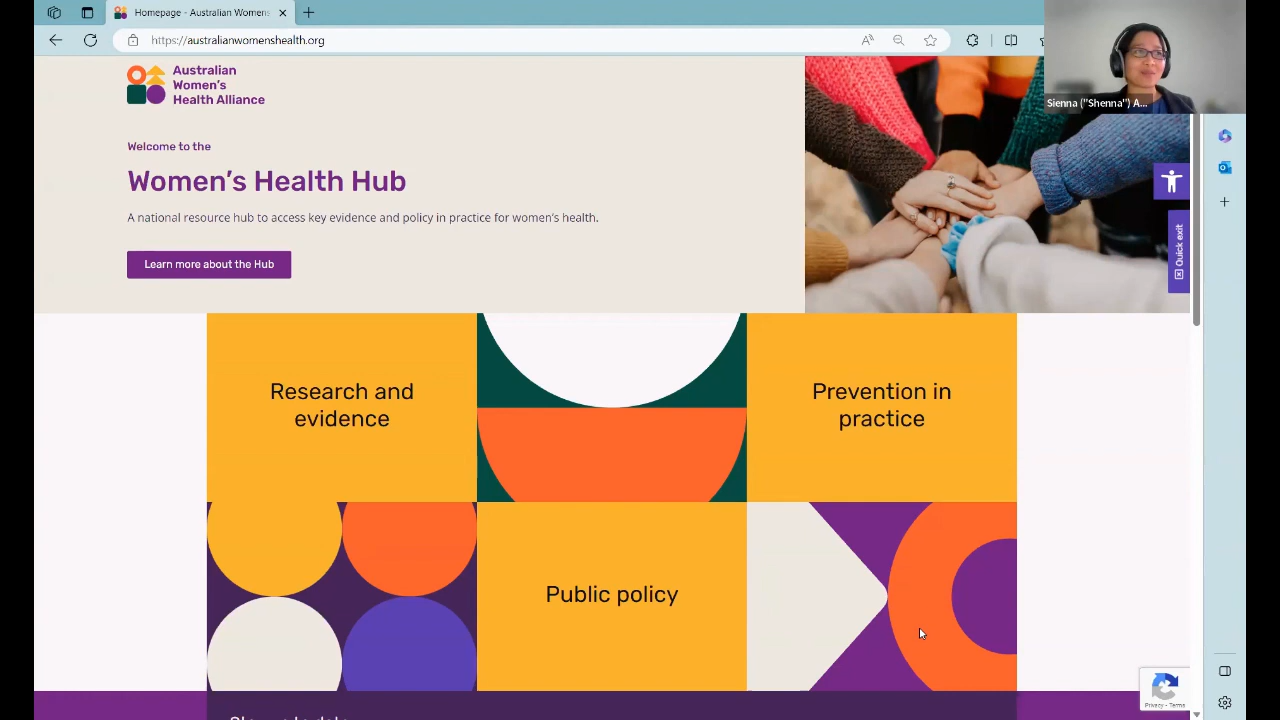 Homepage - Australian Womens
https://australianwomenshealth.org
Sienna ("Shenna") A...
Australian
Women's
Health Alliance
Welcome to the
Women's Health Hub
A national resource hub to access key evidence and policy in practice for women's health.
Learn more about the Hub
Quick exit
Research and
evidence
Prevention in
practice
Public policy
Privacy - Terms